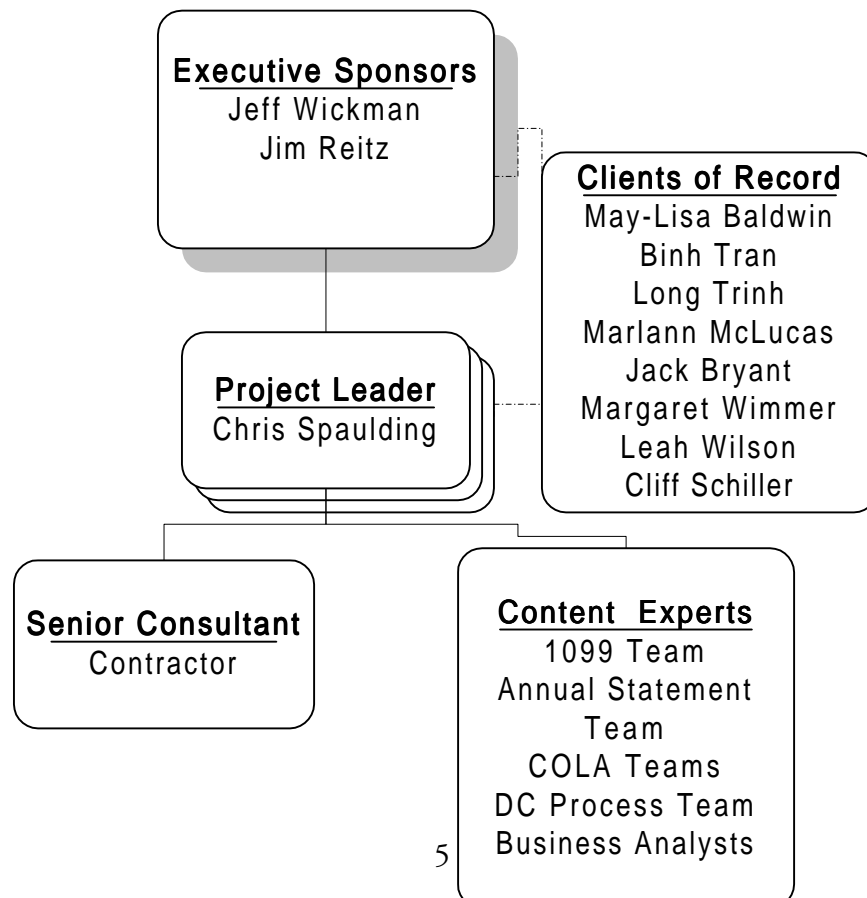 Executive Sponsors
Jeff Wickman
Jim Reitz
Clients of Record
May-Lisa Baldwin
Binh Tran
Long Trinh
Marlann McLucas
Jack Bryant
Margaret Wimmer
Leah Wilson
Cliff Schiller
Project Leader
Chris Spaulding
Senior Consultant
Contractor
Content Experts
1099 Team
Annual Statement
Team
COLA Teams
DC Process Team
Business Analysts
5